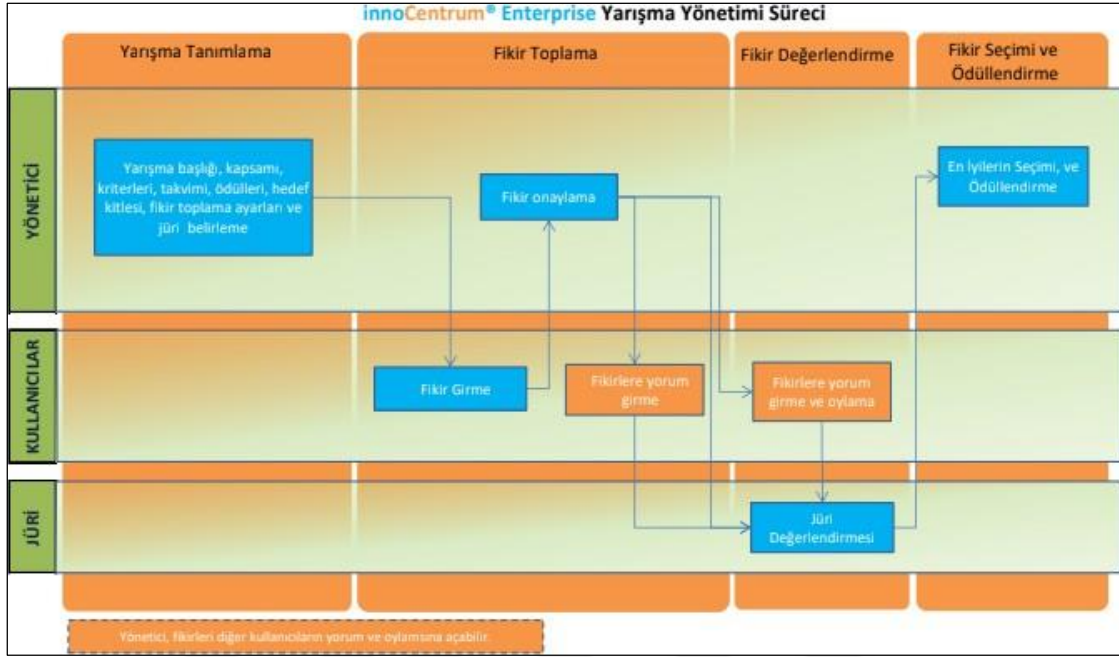 innoCentrum® Enterprise Yarışma Yönetimi Süreci
Yarışma Tanımlama
Fikir Toplama
Fikir Değerlendirme
Fikir Seçimi ve
Ödüllendirme
YÖNETİCİ
Yarışma başlığı, kapsamı,
kriterleri, takvimi, ödülleri, hedef
kitlesi, fikir toplama ayarları ve
jüri belirleme
Fikir onaylama
En İyilerin Seçimi, ve
Ödüllendirme
KULLANICILAR
Fikir Girme
Fikirlere yorum
girme
Fikirlere yorum
girme ve oylama
JÜRİ
Jüri
Değerlendirmesi
Yönetici, fikirleri diğer kullanıcıların yorum ve oylamsına açabilir.